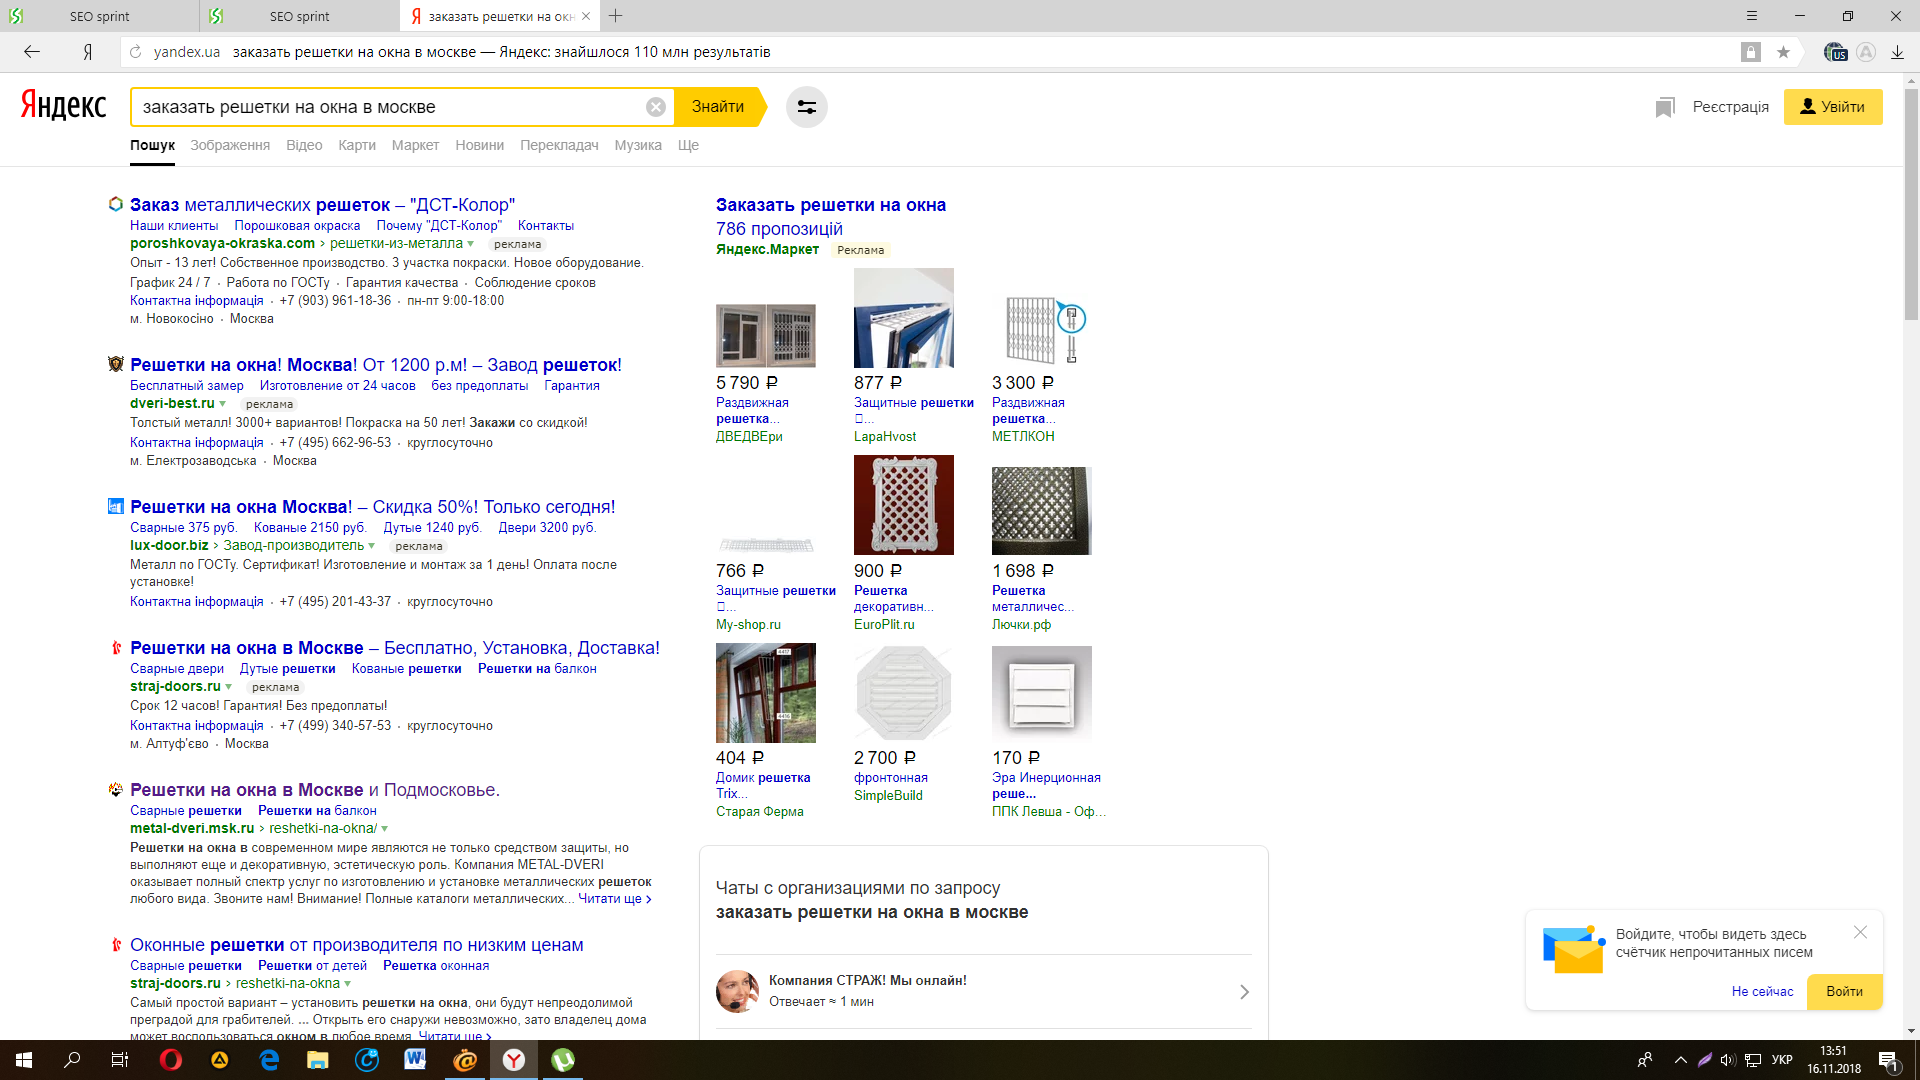 SEO sprint
SEO sprint
заказать решетки на окн
yandex.ua заказать решетки на окна в москве — Яндекс: знайшлося 110 млн результатів
US
Яндекс
заказать решетки на окна в москве
Знайти
Реєстрація
Увійти
Пошук Зображення Відео Карти Маркет Новини Перекладач Музика Ще
Заказ металлических решеток – "ДСТ-Колор"
Наши клиенты Порошковая окраска Почему "ДСТ-Колор" Контакты
poroshkovaya-okraska.com › решетки-из-металла реклама
Опыт - 13 лет! Собственное производство. 3 участка покраски. Новое оборудование.
График 24 / 7 · Работа по ГОСТу · Гарантия качества · Соблюдение сроков
Контактна інформація · +7 (903) 961-18-36 · пн-пт 9:00-18:00
м. Новокосіно · Москва
Решетки на окна! Москва! От 1200 р.м! – Завод решеток!
Бесплатный замер Изготовление от 24 часов без предоплаты Гарантия
dveri-best.ru реклама
Толстый металл! 3000+ вариантов! Покраска на 50 лет! Закажи со скидкой!
Контактна інформація · +7 (495) 662-96-53 · круглосуточно
м. Електрозаводська · Москва
Решетки на окна Москва! – Скидка 50%! Только сегодня!
Сварные 375 руб. Кованые 2150 руб. Дутые 1240 руб. Двери 3200 руб.
lux-door.biz › Завод-производитель реклама
Металл по ГОСТу. Сертификат! Изготовление и монтаж за 1 день! Оплата после
установке!
Контактна інформація · +7 (495) 201-43-37 · круглосуточно
Решетки на окна в Москве – Бесплатно, Установка, Доставка!
Сварные двери Дутые решетки Кованые решетки Решетки на балкон
straj-doors.ru реклама
Срок 12 часов! Гарантия! Без предоплаты!
Контактна інформація · +7 (499) 340-57-53 · круглосуточно
м. Алтуф'єво · Москва
Решетки на окна в Москве и Подмосковье.
Сварные решетки Решетки на балкон
metal-dveri.msk.ru › reshetki-na-okna/
Решетки на окна в современном мире являются не только средством защиты, но
выполняют еще и декоративную, эстетическую роль. Компания METAL-DVERI
оказывает полный спектр услуг по изготовлению и установке металлических решеток
любого вида. Звоните нам! Внимание! Полные каталоги металлических... Читати ще ›
Оконные решетки от производителя по низким ценам
Сварные решетки Решетки от детей Решетка оконная
straj-doors.ru › reshetki-na-okna
Самый простой вариант – установить решетки на окна, они будут непреодолимой
преградой для грабителей. ... Открыть его снаружи невозможно, зато владелец дома
может воспользоваться окном в любое время. Читати ще ›
Заказать решетки на окна
786 пропозицій
Яндекс.Маркет Реклама
5 790 ₽ 877 ₽ 3 300 ₽
Раздвижная Защитные решетки Раздвижная
решетка... ... решетка...
ДВЕДВЕри LapaHvost МЕТЛКОН
766 ₽ 900 ₽ 1 698 ₽
Защитные решетки Решетка Решетка
... декоративн... металличес...
My-shop.ru EuroPlit.ru Лючки.рф
404 ₽ 2 700 ₽ 170 ₽
Домик решетка фронтонная Эра Инерционная
Trix... SimpleBuild реше...
Старая Ферма ППК Левша - Оф...
Чаты с организациями по запросу
заказать решетки на окна в москве
Компания СТРАЖ! Мы онлайн!
Отвечает ≈ 1 мин
Войдите, чтобы видеть здесь
счётчик непрочитанных писем
Не сейчас Войти
УКР
13:51
16.11.2018
1